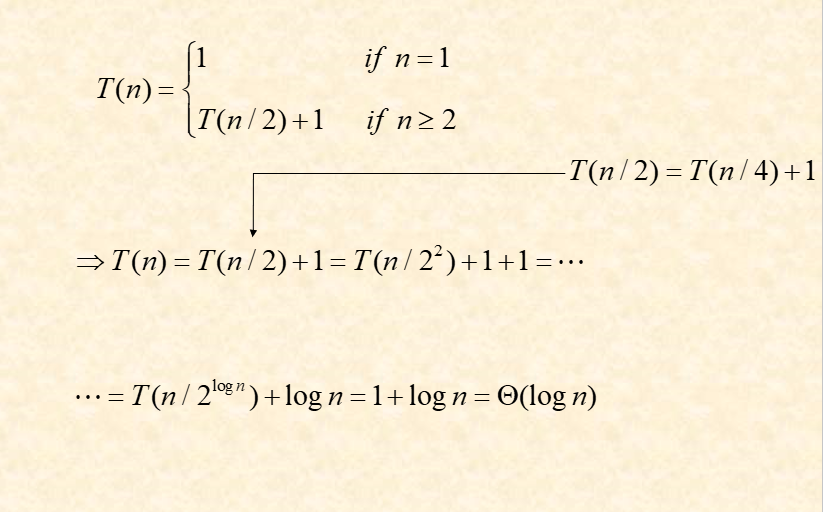 T(n) = { 1 if n = 1
T(n / 2) + 1 if n ≥ 2
T(n / 2) = T(n / 4) + 1
⇒ T(n) = T(n / 2) + 1 = T(n / 2²) + 1 + 1 = ⋯
⋯ = T(n / 2^{log n}) + log n = 1 + log n = Θ(log n)